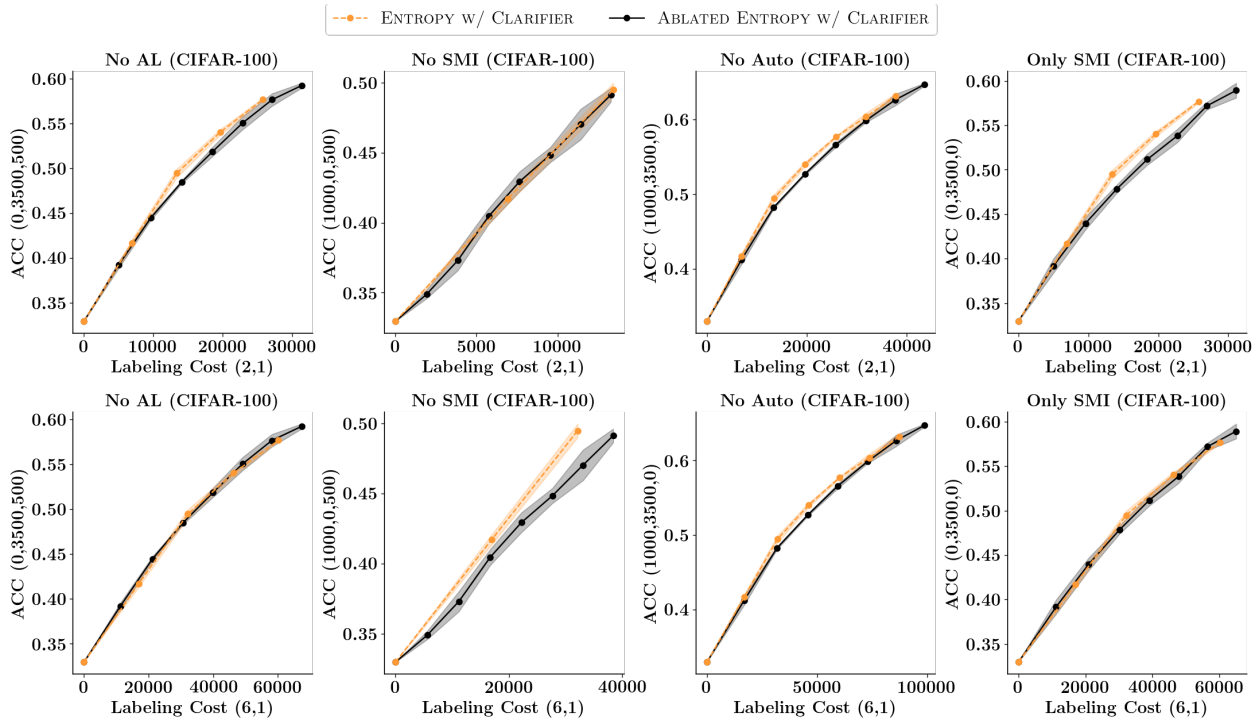 ENTROPY W/ CLARIFIER ABLATED ENTROPY W/ CLARIFIER
No AL (CIFAR-100) No SMI (CIFAR-100) No Auto (CIFAR-100) Only SMI (CIFAR-100)
ACC (0,3500,500)
0.60
0.55
0.50
0.45
0.40
0.35
0 10000 20000 30000
Labeling Cost (2,1)
ACC (1000,0,500)
0.50
0.45
0.40
0.35
0 5000 10000
Labeling Cost (2,1)
ACC (1000,3500,0)
0.6
0.5
0.4
0 20000 40000
Labeling Cost (2,1)
ACC (0,3500,0)
0.60
0.55
0.50
0.45
0.40
0.35
0 10000 20000 30000
Labeling Cost (2,1)
No AL (CIFAR-100) No SMI (CIFAR-100) No Auto (CIFAR-100) Only SMI (CIFAR-100)
ACC (0,3500,500)
0.60
0.55
0.50
0.45
0.40
0.35
0 20000 40000 60000
Labeling Cost (6,1)
ACC (1000,0,500)
0.50
0.45
0.40
0.35
0 20000 40000
Labeling Cost (6,1)
ACC (1000,3500,0)
0.6
0.5
0.4
0 50000 100000
Labeling Cost (6,1)
ACC (0,3500,0)
0.60
0.55
0.50
0.45
0.40
0.35
0 20000 40000 60000
Labeling Cost (6,1)